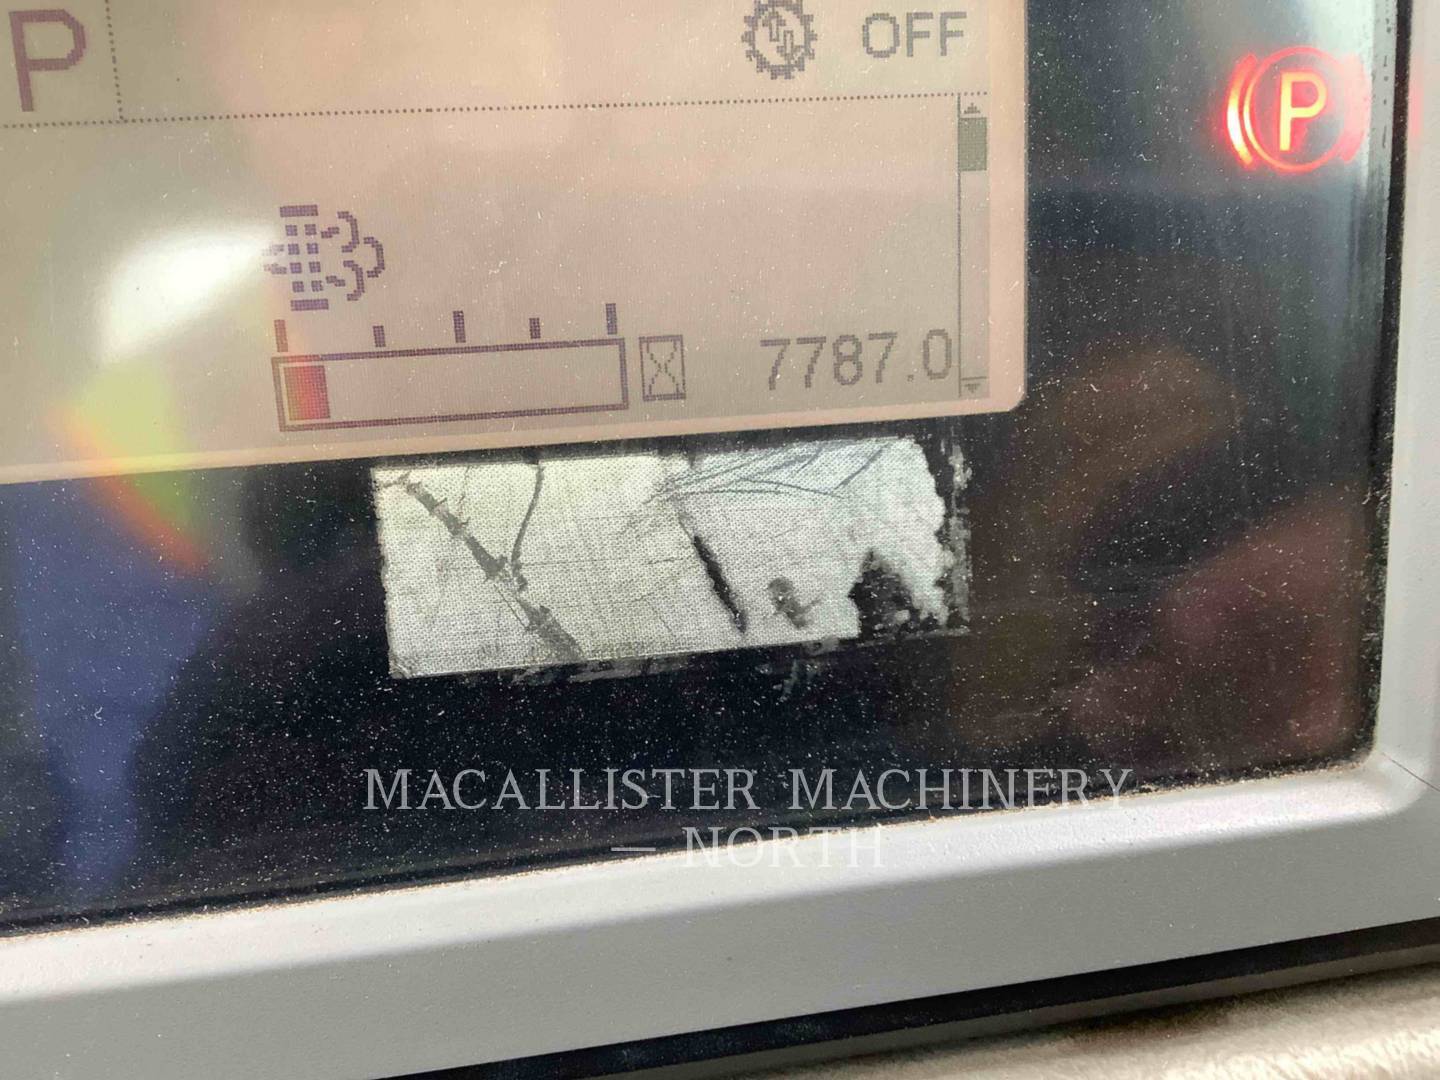 P
OFF
P
7787.0
MACALLISTER MACHINERY
— NORTH